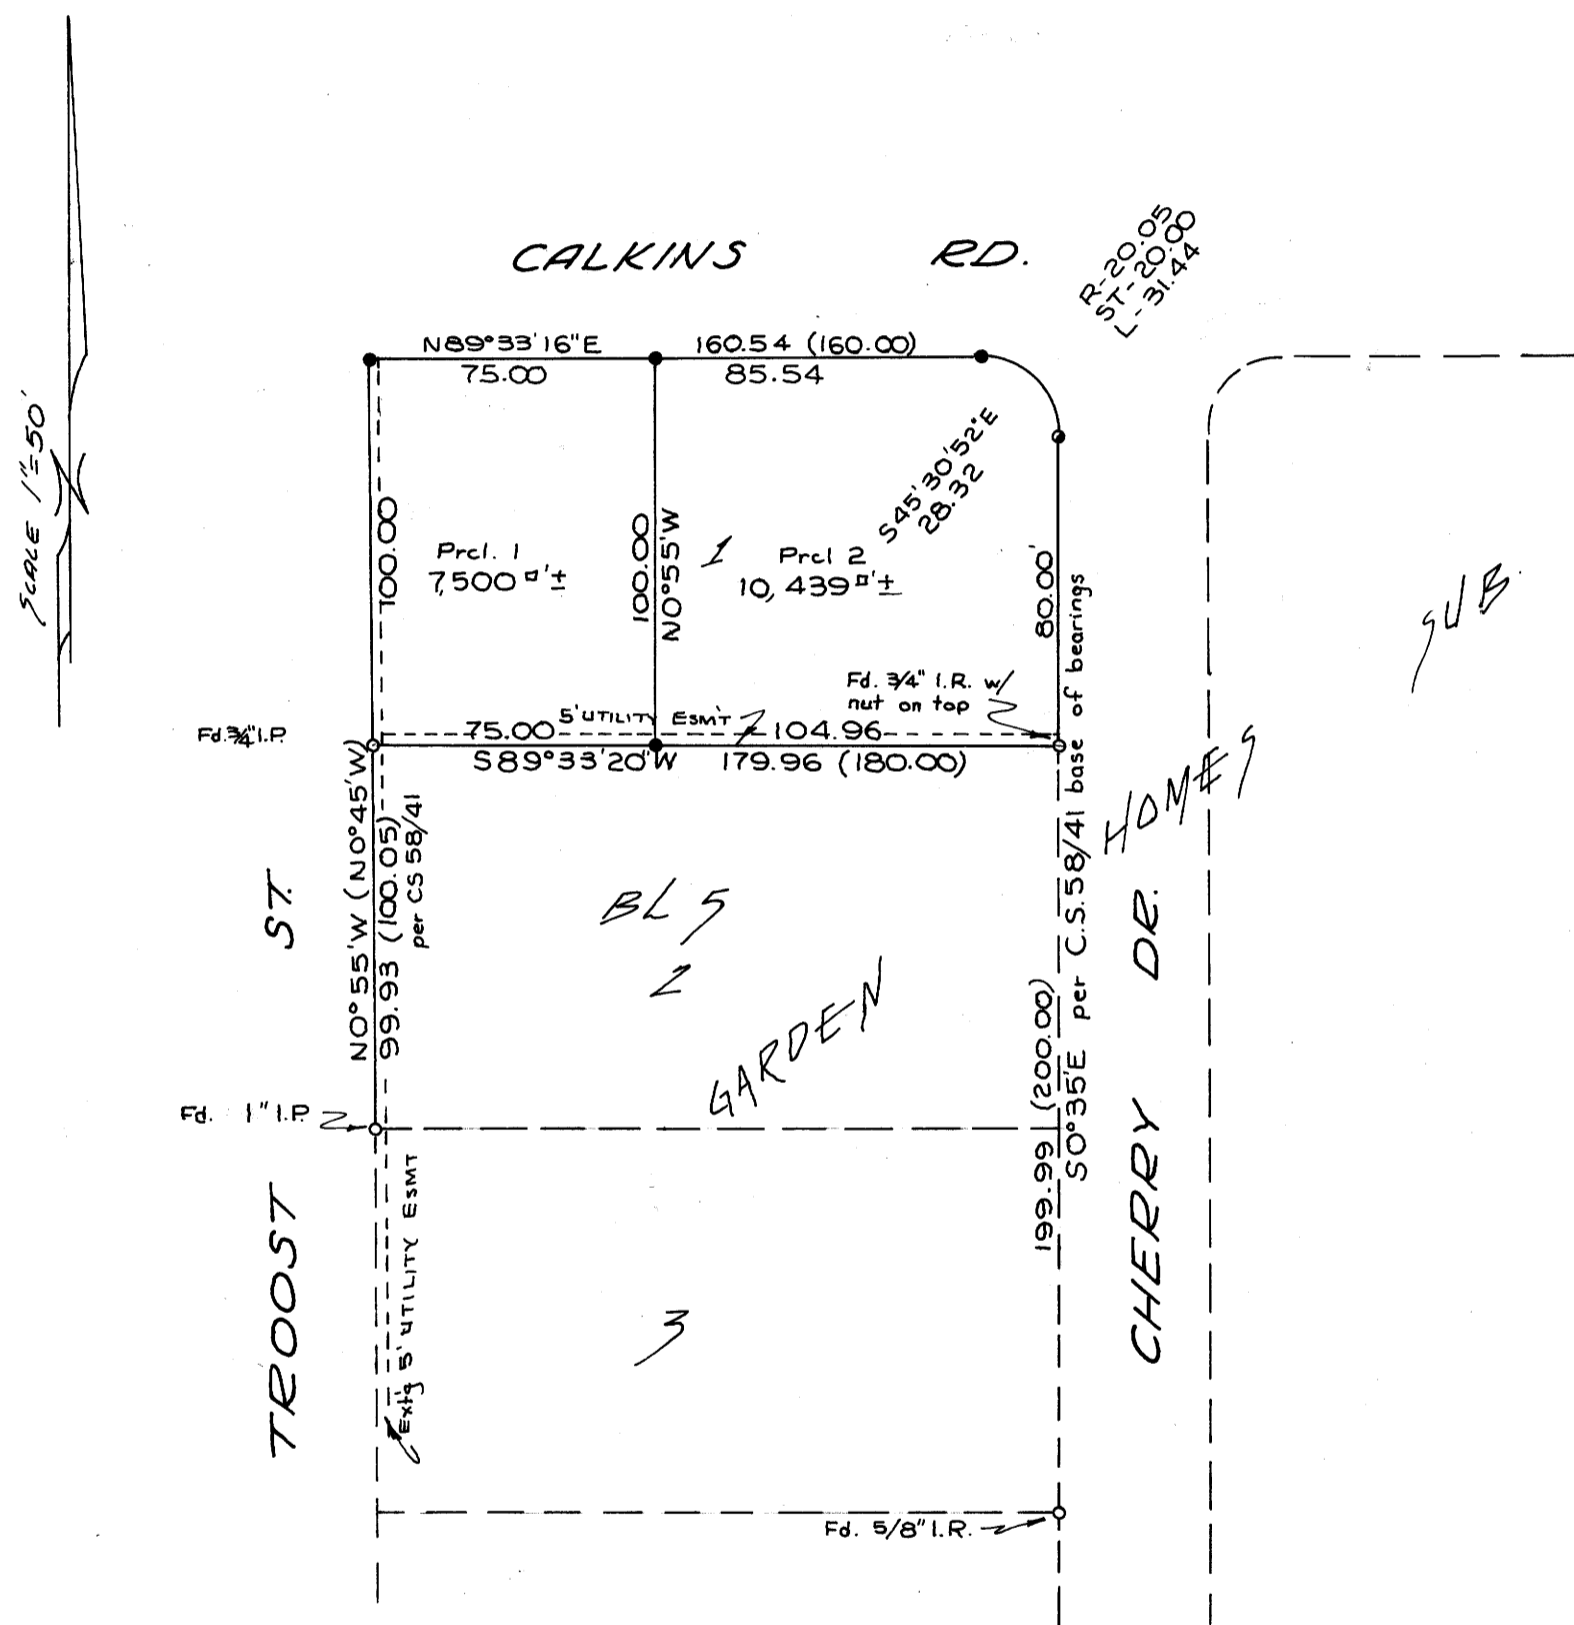 SCALE 1"=50'
CALKINS RD.
R-20.05
ST-20.00
L-31.44
N89°33'16"E 160.54 (160.00)
75.00 85.54
S45°30'52"E
28.32
100.00
Prcl. 1
7,500 □'±
100.00
N0°55'W
1
Prcl 2
10,439 □'±
80.00'
SUB.
Fd. 3/4" I.R. w/
nut on top
Fd. 3/4" I.P.
75.00 5' UTILITY ESM'T 104.96
S89°33'20"W 179.96 (180.00)
N0°55'W (N0°45'W)
99.93 (100.05)
per CS 58/41
S0°35'E per C.S. 58/41 base of bearings
199.99 (200.00)
HOMES
BL 5
2
GARDEN
Fd. 1" I.P.
TROOST ST.
CHERRY DR.
Ext'g 5' UTILITY ESMT
3
Fd. 5/8" I.R.